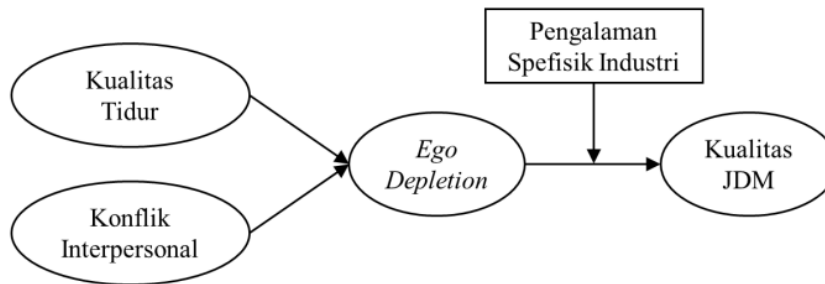 Pengalaman
Spefisik Industri
Kualitas
Tidur
Ego
Depletion
Kualitas
JDM
Konflik
Interpersonal